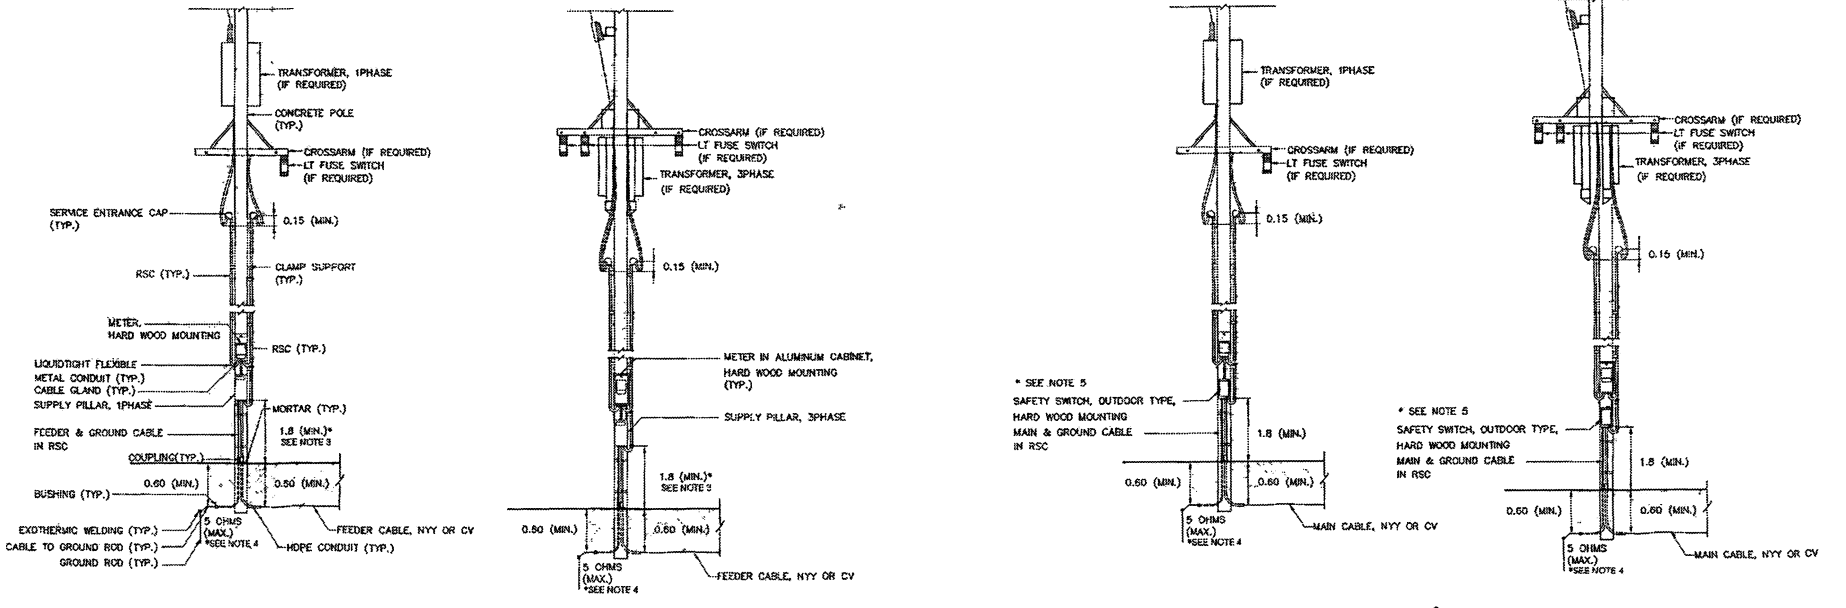 TRANSFORMER, 1PHASE
(IF REQUIRED)
CONCRETE POLE
(TYP.)
CROSSARM (IF REQUIRED)
LT FUSE SWITCH
(IF REQUIRED)
SERVICE ENTRANCE CAP
(TYP.)
0.15 (MIN.)
RSC (TYP.)
CLAMP SUPPORT
(TYP.)
METER,
HARD WOOD MOUNTING
RSC (TYP.)
LIQUIDTIGHT FLEXIBLE
METAL CONDUIT (TYP.)
CABLE GLAND (TYP.)
SUPPLY PILLAR, 1PHASE
MORTAR (TYP.)
FEEDER & GROUND CABLE
IN RSC
1.8 (MIN.)*
SEE NOTE 3
COUPLING(TYP.)
0.60 (MIN.)
0.50 (MIN.)
BUSHING (TYP.)
EXOTHERMIC WELDING (TYP.)
CABLE TO GROUND ROD (TYP.)
GROUND ROD (TYP.)
5 OHMS
(MAX.)
*SEE NOTE 4
FEEDER CABLE, NYY OR CV
HDPE CONDUIT (TYP.)
CROSSARM (IF REQUIRED)
LT FUSE SWITCH
(IF REQUIRED)
TRANSFORMER, 3PHASE
(IF REQUIRED)
0.15 (MIN.)
METER IN ALUMINUM CABINET,
HARD WOOD MOUNTING
(TYP.)
SUPPLY PILLAR, 3PHASE
1.8 (MIN.)*
SEE NOTE 3
0.60 (MIN.)
0.60 (MIN.)
5 OHMS
(MAX.)
*SEE NOTE 4
FEEDER CABLE, NYY OR CV
TRANSFORMER, 1PHASE
(IF REQUIRED)
CROSSARM (IF REQUIRED)
LT FUSE SWITCH
(IF REQUIRED)
0.15 (MIN.)
* SEE NOTE 5
SAFETY SWITCH, OUTDOOR TYPE,
HARD WOOD MOUNTING
MAIN & GROUND CABLE
IN RSC
1.8 (MIN.)
0.60 (MIN.)
0.60 (MIN.)
5 OHMS
(MAX.)
*SEE NOTE 4
MAIN CABLE, NYY OR CV
CROSSARM (IF REQUIRED)
LT FUSE SWITCH
(IF REQUIRED)
TRANSFORMER, 3PHASE
(IF REQUIRED)
0.15 (MIN.)
* SEE NOTE 5
SAFETY SWITCH, OUTDOOR TYPE,
HARD WOOD MOUNTING
MAIN & GROUND CABLE
IN RSC
1.8 (MIN.)
0.60 (MIN.)
0.60 (MIN.)
5 OHMS
(MAX.)
*SEE NOTE 4
MAIN CABLE, NYY OR CV